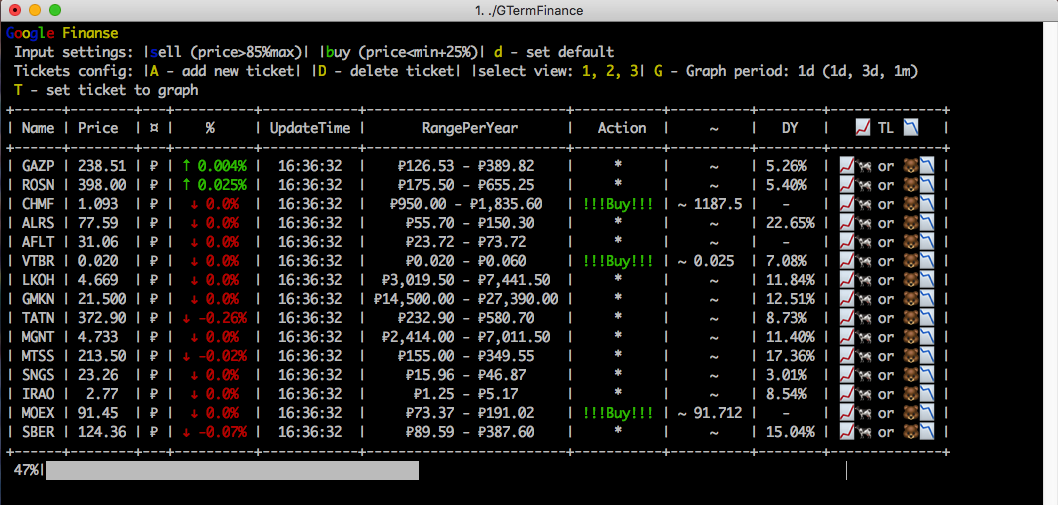 1. ./GTermFinance
Google Finanse
Input settings: |sell (price>85%max)| |buy (price<min+25%)| d - set default
Tickets config: |A - add new ticket| |D - delete ticket| |select view: 1, 2, 3| G - Graph period: 1d (1d, 3d, 1m)
T - set ticket to graph
| Name | Price | ¤ | % | UpdateTime | RangePerYear | Action | ~ | DY | 📈 TL 📉 |
| GAZP | 238.51 | ₽ | ↑ 0.004% | 16:36:32 | ₽126.53 - ₽389.82 | * | ~ | 5.26% | 📈🐂 or 🐻📉 |
| ROSN | 398.00 | ₽ | ↑ 0.025% | 16:36:32 | ₽175.50 - ₽655.25 | * | ~ | 5.40% | 📈🐂 or 🐻📉 |
| CHMF | 1.093 | ₽ | ↓ 0.0% | 16:36:32 | ₽950.00 - ₽1,835.60 | !!!Buy!!! | ~ 1187.5 | - | 📈🐂 or 🐻📉 |
| ALRS | 77.59 | ₽ | ↓ 0.0% | 16:36:32 | ₽55.70 - ₽150.30 | * | ~ | 22.65% | 📈🐂 or 🐻📉 |
| AFLT | 31.06 | ₽ | ↓ 0.0% | 16:36:32 | ₽23.72 - ₽73.72 | * | ~ | - | 📈🐂 or 🐻📉 |
| VTBR | 0.020 | ₽ | ↓ 0.0% | 16:36:32 | ₽0.020 - ₽0.060 | !!!Buy!!! | ~ 0.025 | 7.08% | 📈🐂 or 🐻📉 |
| LKOH | 4.669 | ₽ | ↓ 0.0% | 16:36:32 | ₽3,019.50 - ₽7,441.50 | * | ~ | 11.84% | 📈🐂 or 🐻📉 |
| GMKN | 21.500 | ₽ | ↓ 0.0% | 16:36:32 | ₽14,500.00 - ₽27,390.00 | * | ~ | 12.51% | 📈🐂 or 🐻📉 |
| TATN | 372.90 | ₽ | ↓ -0.26% | 16:36:32 | ₽232.90 - ₽580.70 | * | ~ | 8.73% | 📈🐂 or 🐻📉 |
| MGNT | 4.733 | ₽ | ↓ 0.0% | 16:36:32 | ₽2,414.00 - ₽7,011.50 | * | ~ | 11.40% | 📈🐂 or 🐻📉 |
| MTSS | 213.50 | ₽ | ↓ -0.02% | 16:36:32 | ₽155.00 - ₽349.55 | * | ~ | 17.36% | 📈🐂 or 🐻📉 |
| SNGS | 23.26 | ₽ | ↓ 0.0% | 16:36:32 | ₽15.96 - ₽46.87 | * | ~ | 3.01% | 📈🐂 or 🐻📉 |
| IRAO | 2.77 | ₽ | ↓ 0.0% | 16:36:32 | ₽1.25 - ₽5.17 | * | ~ | 8.54% | 📈🐂 or 🐻📉 |
| MOEX | 91.45 | ₽ | ↓ 0.0% | 16:36:32 | ₽73.37 - ₽191.02 | !!!Buy!!! | ~ 91.712 | - | 📈🐂 or 🐻📉 |
| SBER | 124.36 | ₽ | ↓ -0.07% | 16:36:32 | ₽89.59 - ₽387.60 | * | ~ | 15.04% | 📈🐂 or 🐻📉 |
47%|